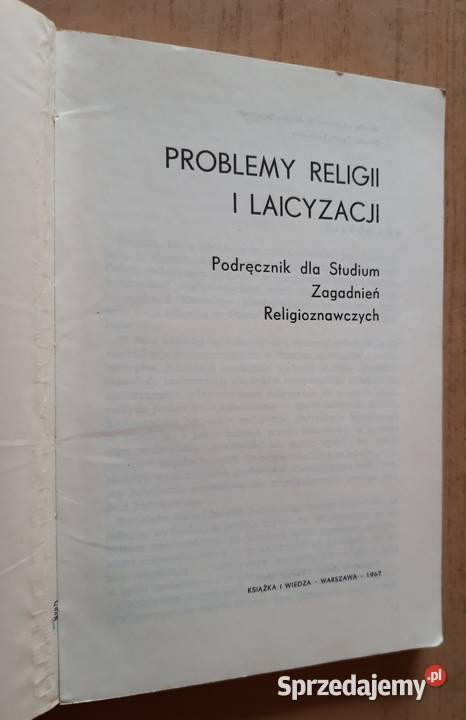 PROBLEMY RELIGII
I LAICYZACJI
Podręcznik dla Studium
Zagadnień
Religioznawczych
KSIĄŻKA I WIEDZA · WARSZAWA · 1967
Sprzedajemy.pl